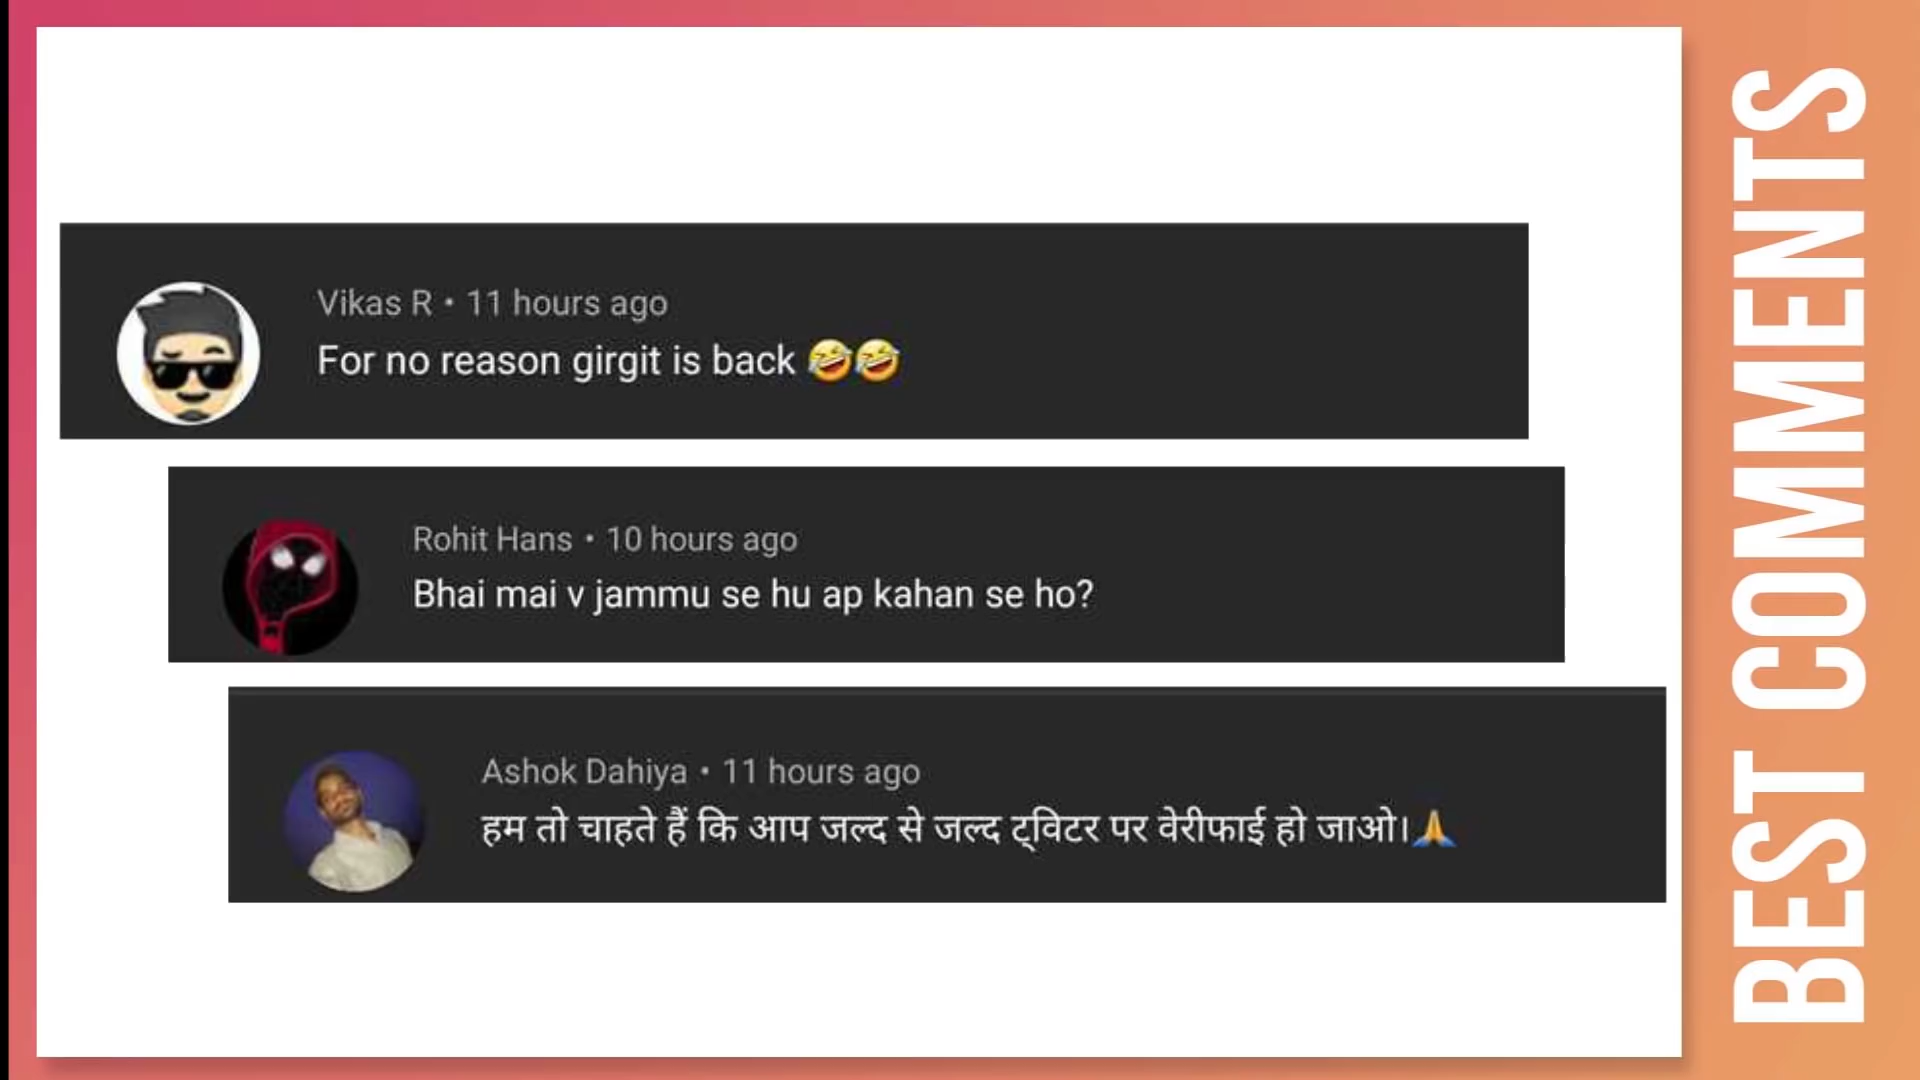 Vikas R • 11 hours ago
For no reason girgit is back 🤣🤣
Rohit Hans • 10 hours ago
Bhai mai v jammu se hu ap kahan se ho?
Ashok Dahiya • 11 hours ago
हम तो चाहते हैं कि आप जल्द से जल्द ट्विटर पर वेरीफाई हो जाओ।🙏
BEST COMMENTS